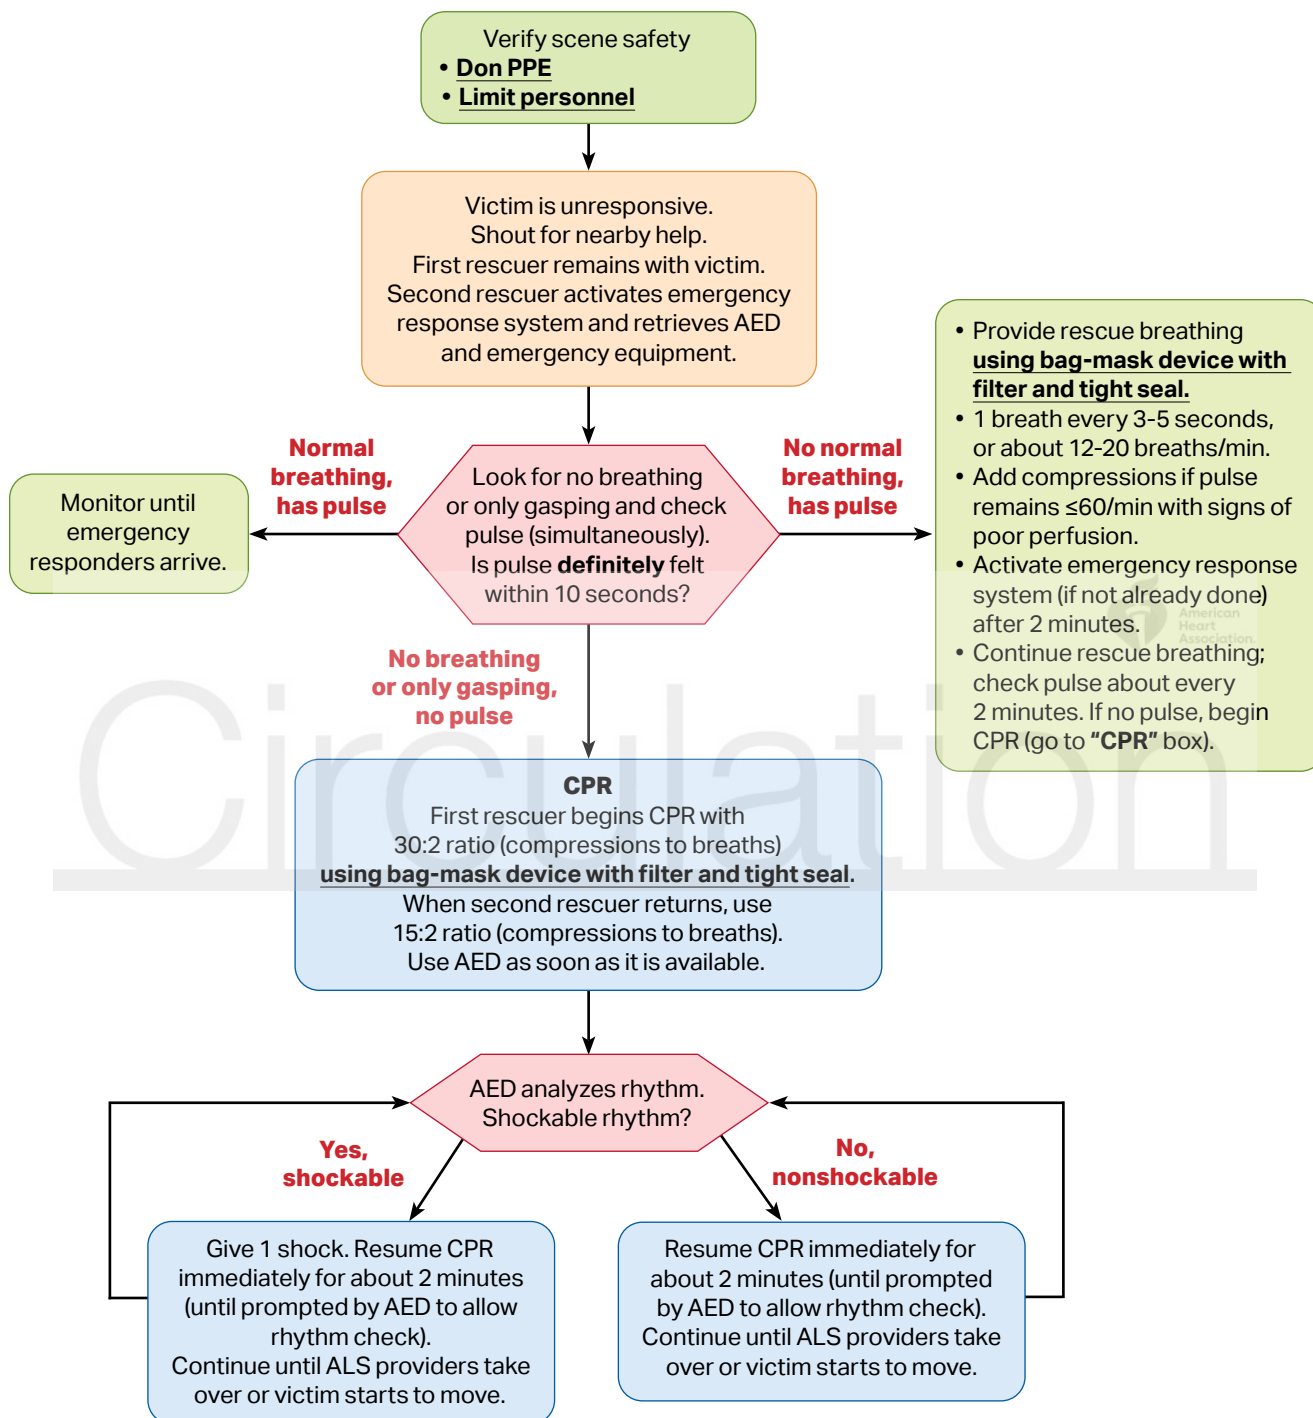 Verify scene safety
• Don PPE
• Limit personnel
Victim is unresponsive.
Shout for nearby help.
First rescuer remains with victim.
Second rescuer activates emergency
response system and retrieves AED
and emergency equipment.
Normal
breathing,
has pulse
Look for no breathing
or only gasping and check
pulse (simultaneously).
Is pulse definitely felt
within 10 seconds?
No normal
breathing,
has pulse
Monitor until
emergency
responders arrive.
• Provide rescue breathing
using bag-mask device with
filter and tight seal.
• 1 breath every 3-5 seconds,
or about 12-20 breaths/min.
• Add compressions if pulse
remains ≤60/min with signs of
poor perfusion.
• Activate emergency response
system (if not already done)
after 2 minutes.
• Continue rescue breathing;
check pulse about every
2 minutes. If no pulse, begin
CPR (go to “CPR” box).
American
Heart
Association.
No breathing
or only gasping,
no pulse
Circulation
CPR
First rescuer begins CPR with
30:2 ratio (compressions to breaths)
using bag-mask device with filter and tight seal.
When second rescuer returns, use
15:2 ratio (compressions to breaths).
Use AED as soon as it is available.
AED analyzes rhythm.
Shockable rhythm?
Yes,
shockable
No,
nonshockable
Give 1 shock. Resume CPR
immediately for about 2 minutes
(until prompted by AED to allow
rhythm check).
Continue until ALS providers take
over or victim starts to move.
Resume CPR immediately for
about 2 minutes (until prompted
by AED to allow rhythm check).
Continue until ALS providers take
over or victim starts to move.